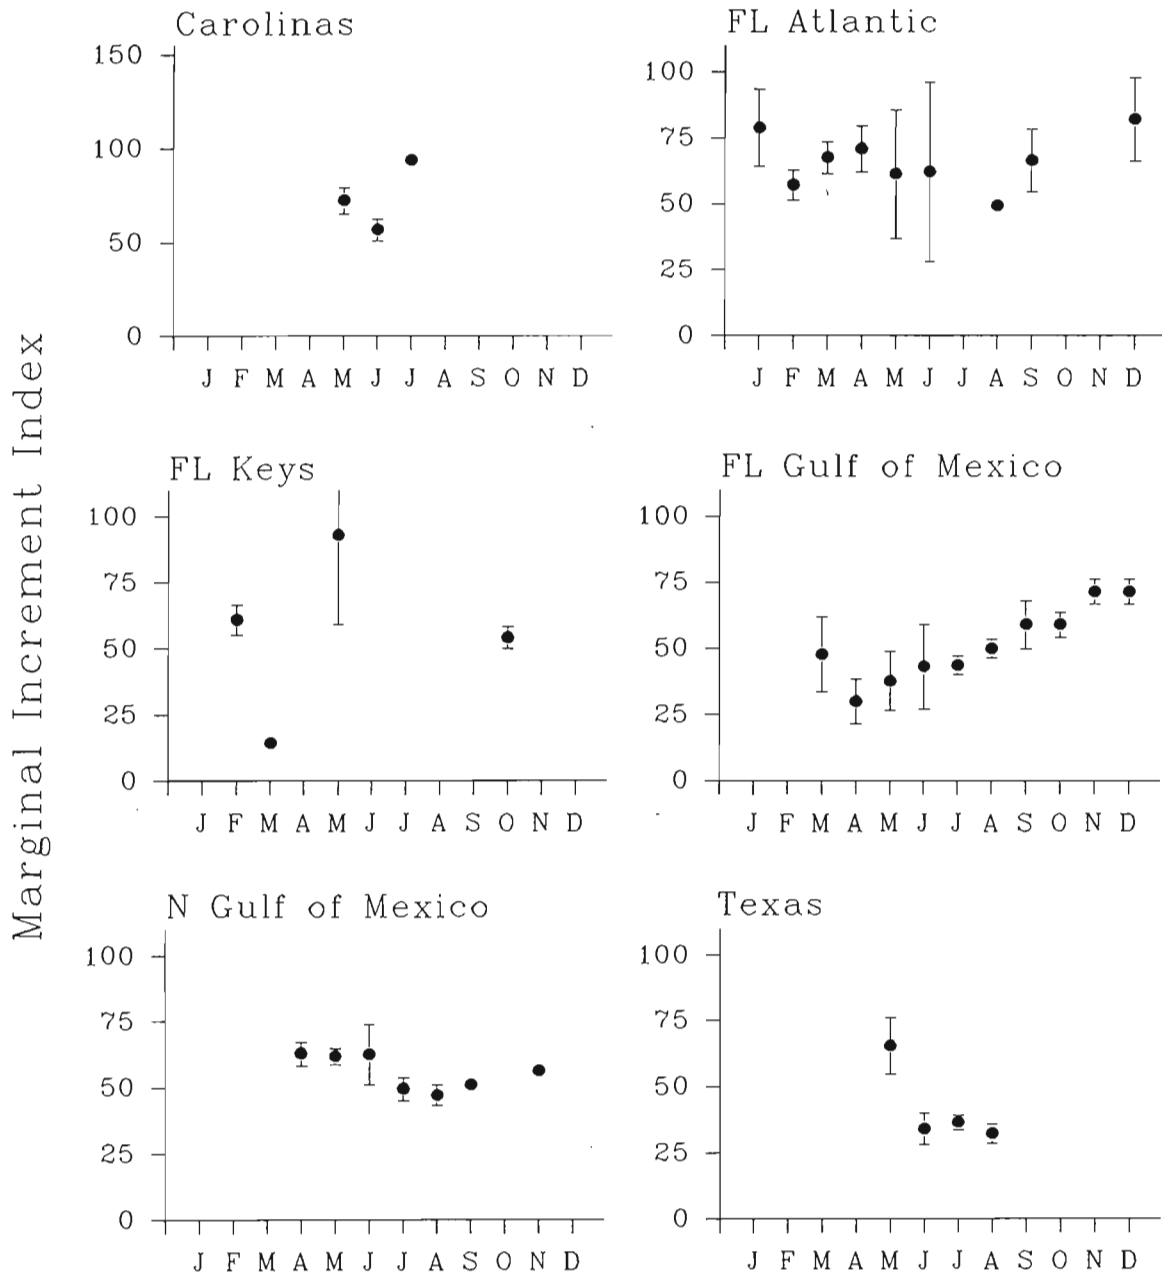 Marginal Increment Index
Carolinas
150
100
50
0
J F M A M J J A S O N D
FL Atlantic
100
75
50
25
0
J F M A M J J A S O N D
FL Keys
100
75
50
25
0
J F M A M J J A S O N D
FL Gulf of Mexico
100
75
50
25
0
J F M A M J J A S O N D
N Gulf of Mexico
100
75
50
25
0
J F M A M J J A S O N D
Texas
100
75
50
25
0
J F M A M J J A S O N D